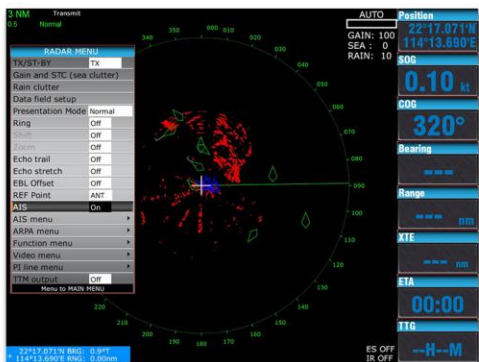 3 NM Transmit
0.5 Normal
AUTO
GAIN: 100
SEA : 0
RAIN: 10
340
350
000
010
020
030
050
060
070
080
090
100
110
120
130
140
150
160
170
180
190
200
210
220
RADAR MENU
TX/ST-BY TX
Gain and STC (sea clutter)
Rain clutter
Data field setup
Presentation Mode Normal
Ring Off
Shift Off
Zoom Off
Echo trail Off
Echo stretch Off
EBL Offset Off
REF Point ANT
AIS On
AIS menu
ARPA menu
Function menu
Video menu
PI line menu
TTM output Off
Menu to MAIN MENU
22°17.071'N BRG: 0.9°T
+ 114°13.690'E RNG: 0.00nm
ES OFF
IR OFF
Position
22°17.071'N
114°13.690'E
SOG
0.10 kt
COG
320°
Bearing
---
Range
--- nm
XTE
--- nm
ETA
00:00
TTG
--H--M